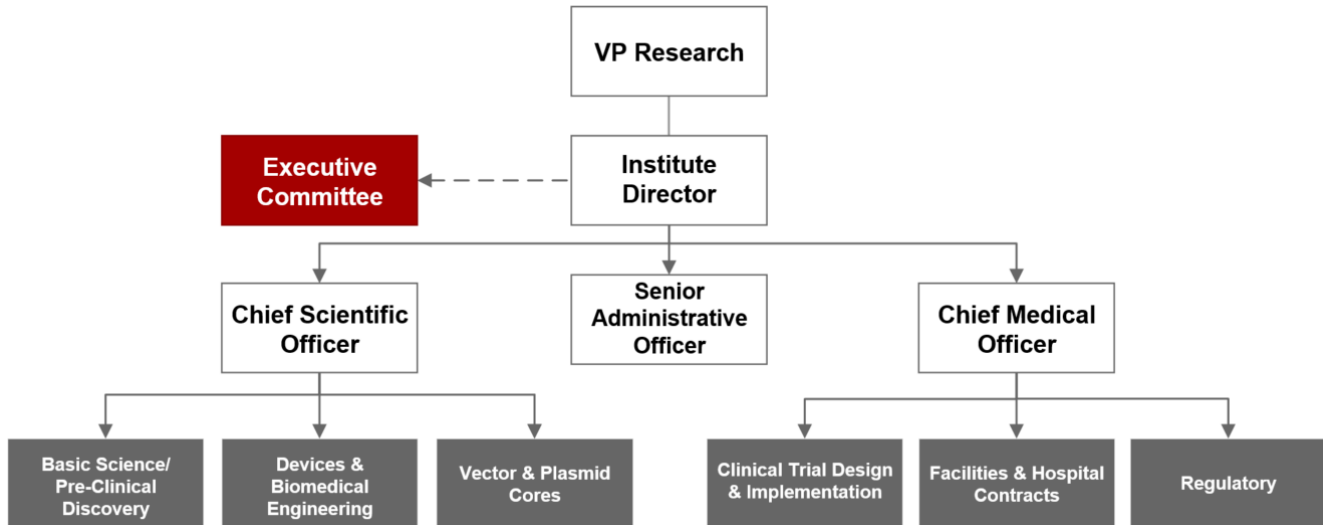 VP Research
Executive
Committee
Institute
Director
Chief Scientific
Officer
Senior
Administrative
Officer
Chief Medical
Officer
Basic Science/
Pre-Clinical
Discovery
Devices &
Biomedical
Engineering
Vector & Plasmid
Cores
Clinical Trial Design
& Implementation
Facilities & Hospital
Contracts
Regulatory